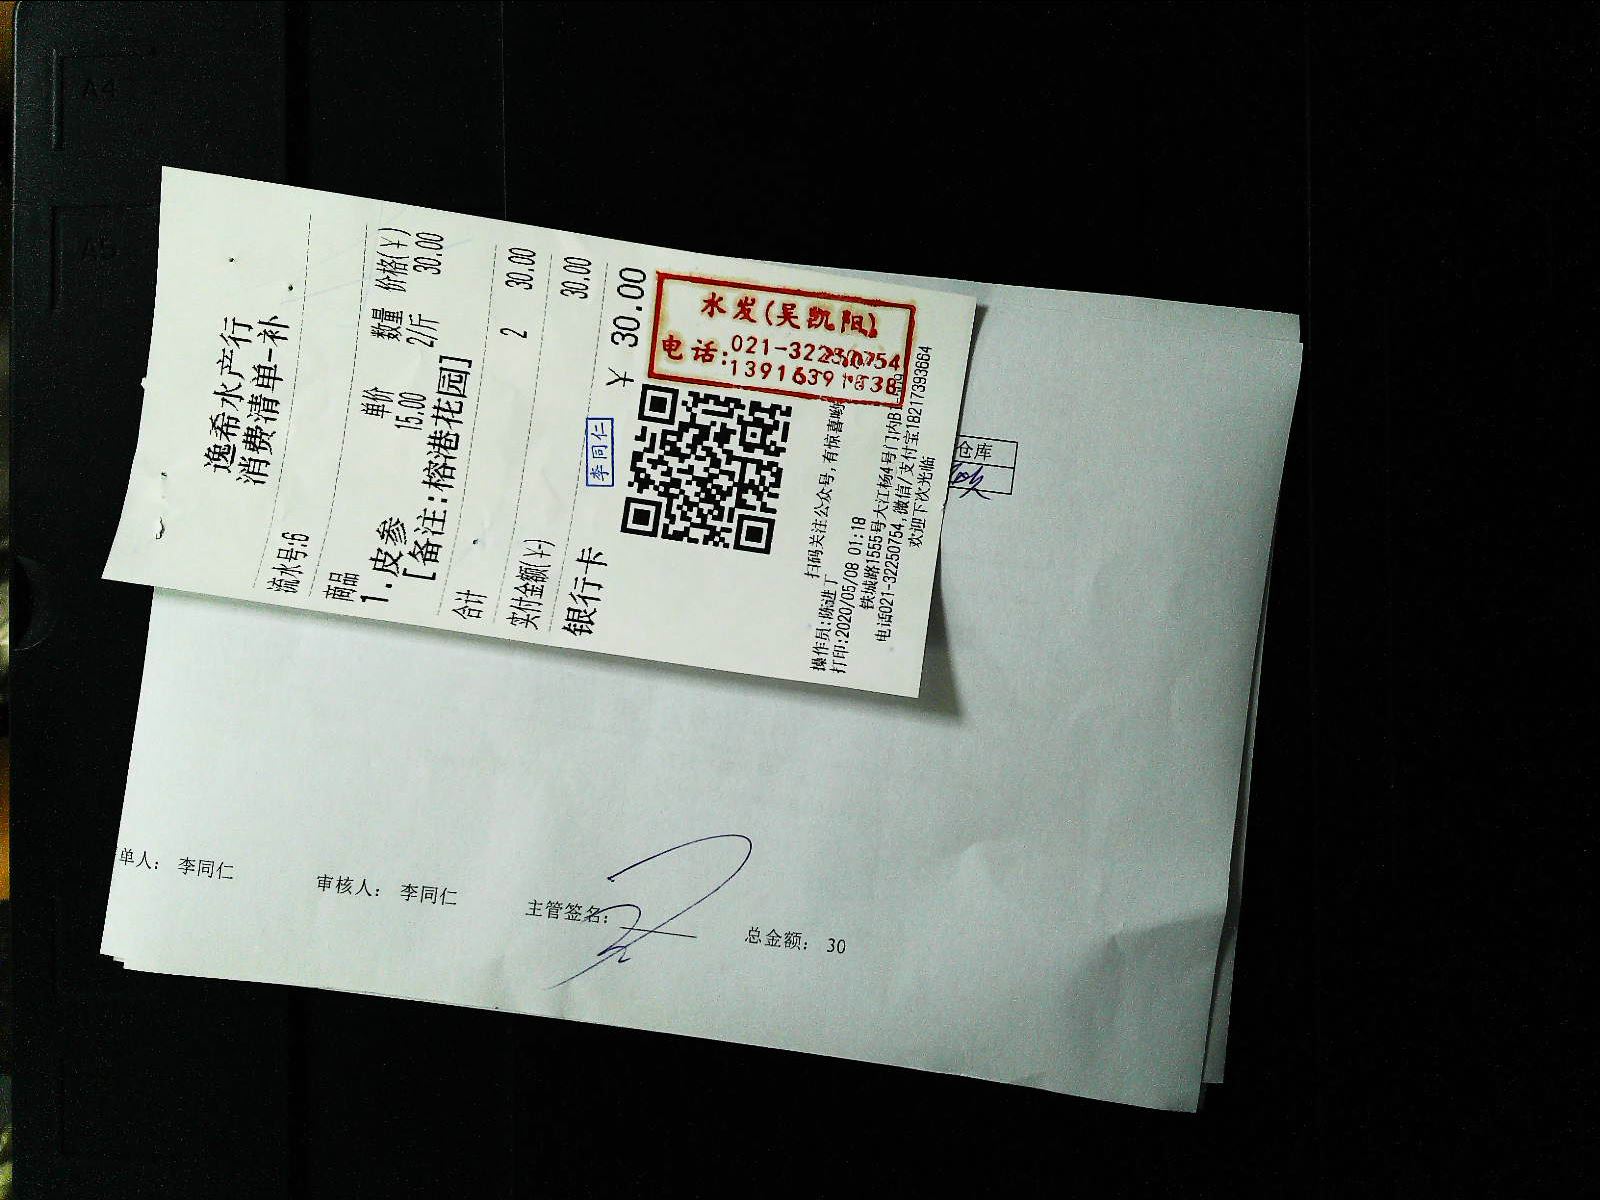 逸希水产行
消费清单-补
流水号:6
商品 单价 数量 价格(¥)
1.皮参 15.00 2/斤 30.00
[备注:榕港花园]
合计 2 30.00
实付金额(¥) 30.00
银行卡 人 30.00
李同仁
水发(吴凯阳)
电话:021-32250754
扫码关注公众号,有惊喜哟
操作员:陈进丁
打印:2020/05/08 01:18
铁城路1555号大江杨4号门内
电话021-32250754,微信/支付宝18217393664
欢迎下次光临
单人: 李同仁
审核人: 李同仁
主管签名:
总金额: 30
A4
A5